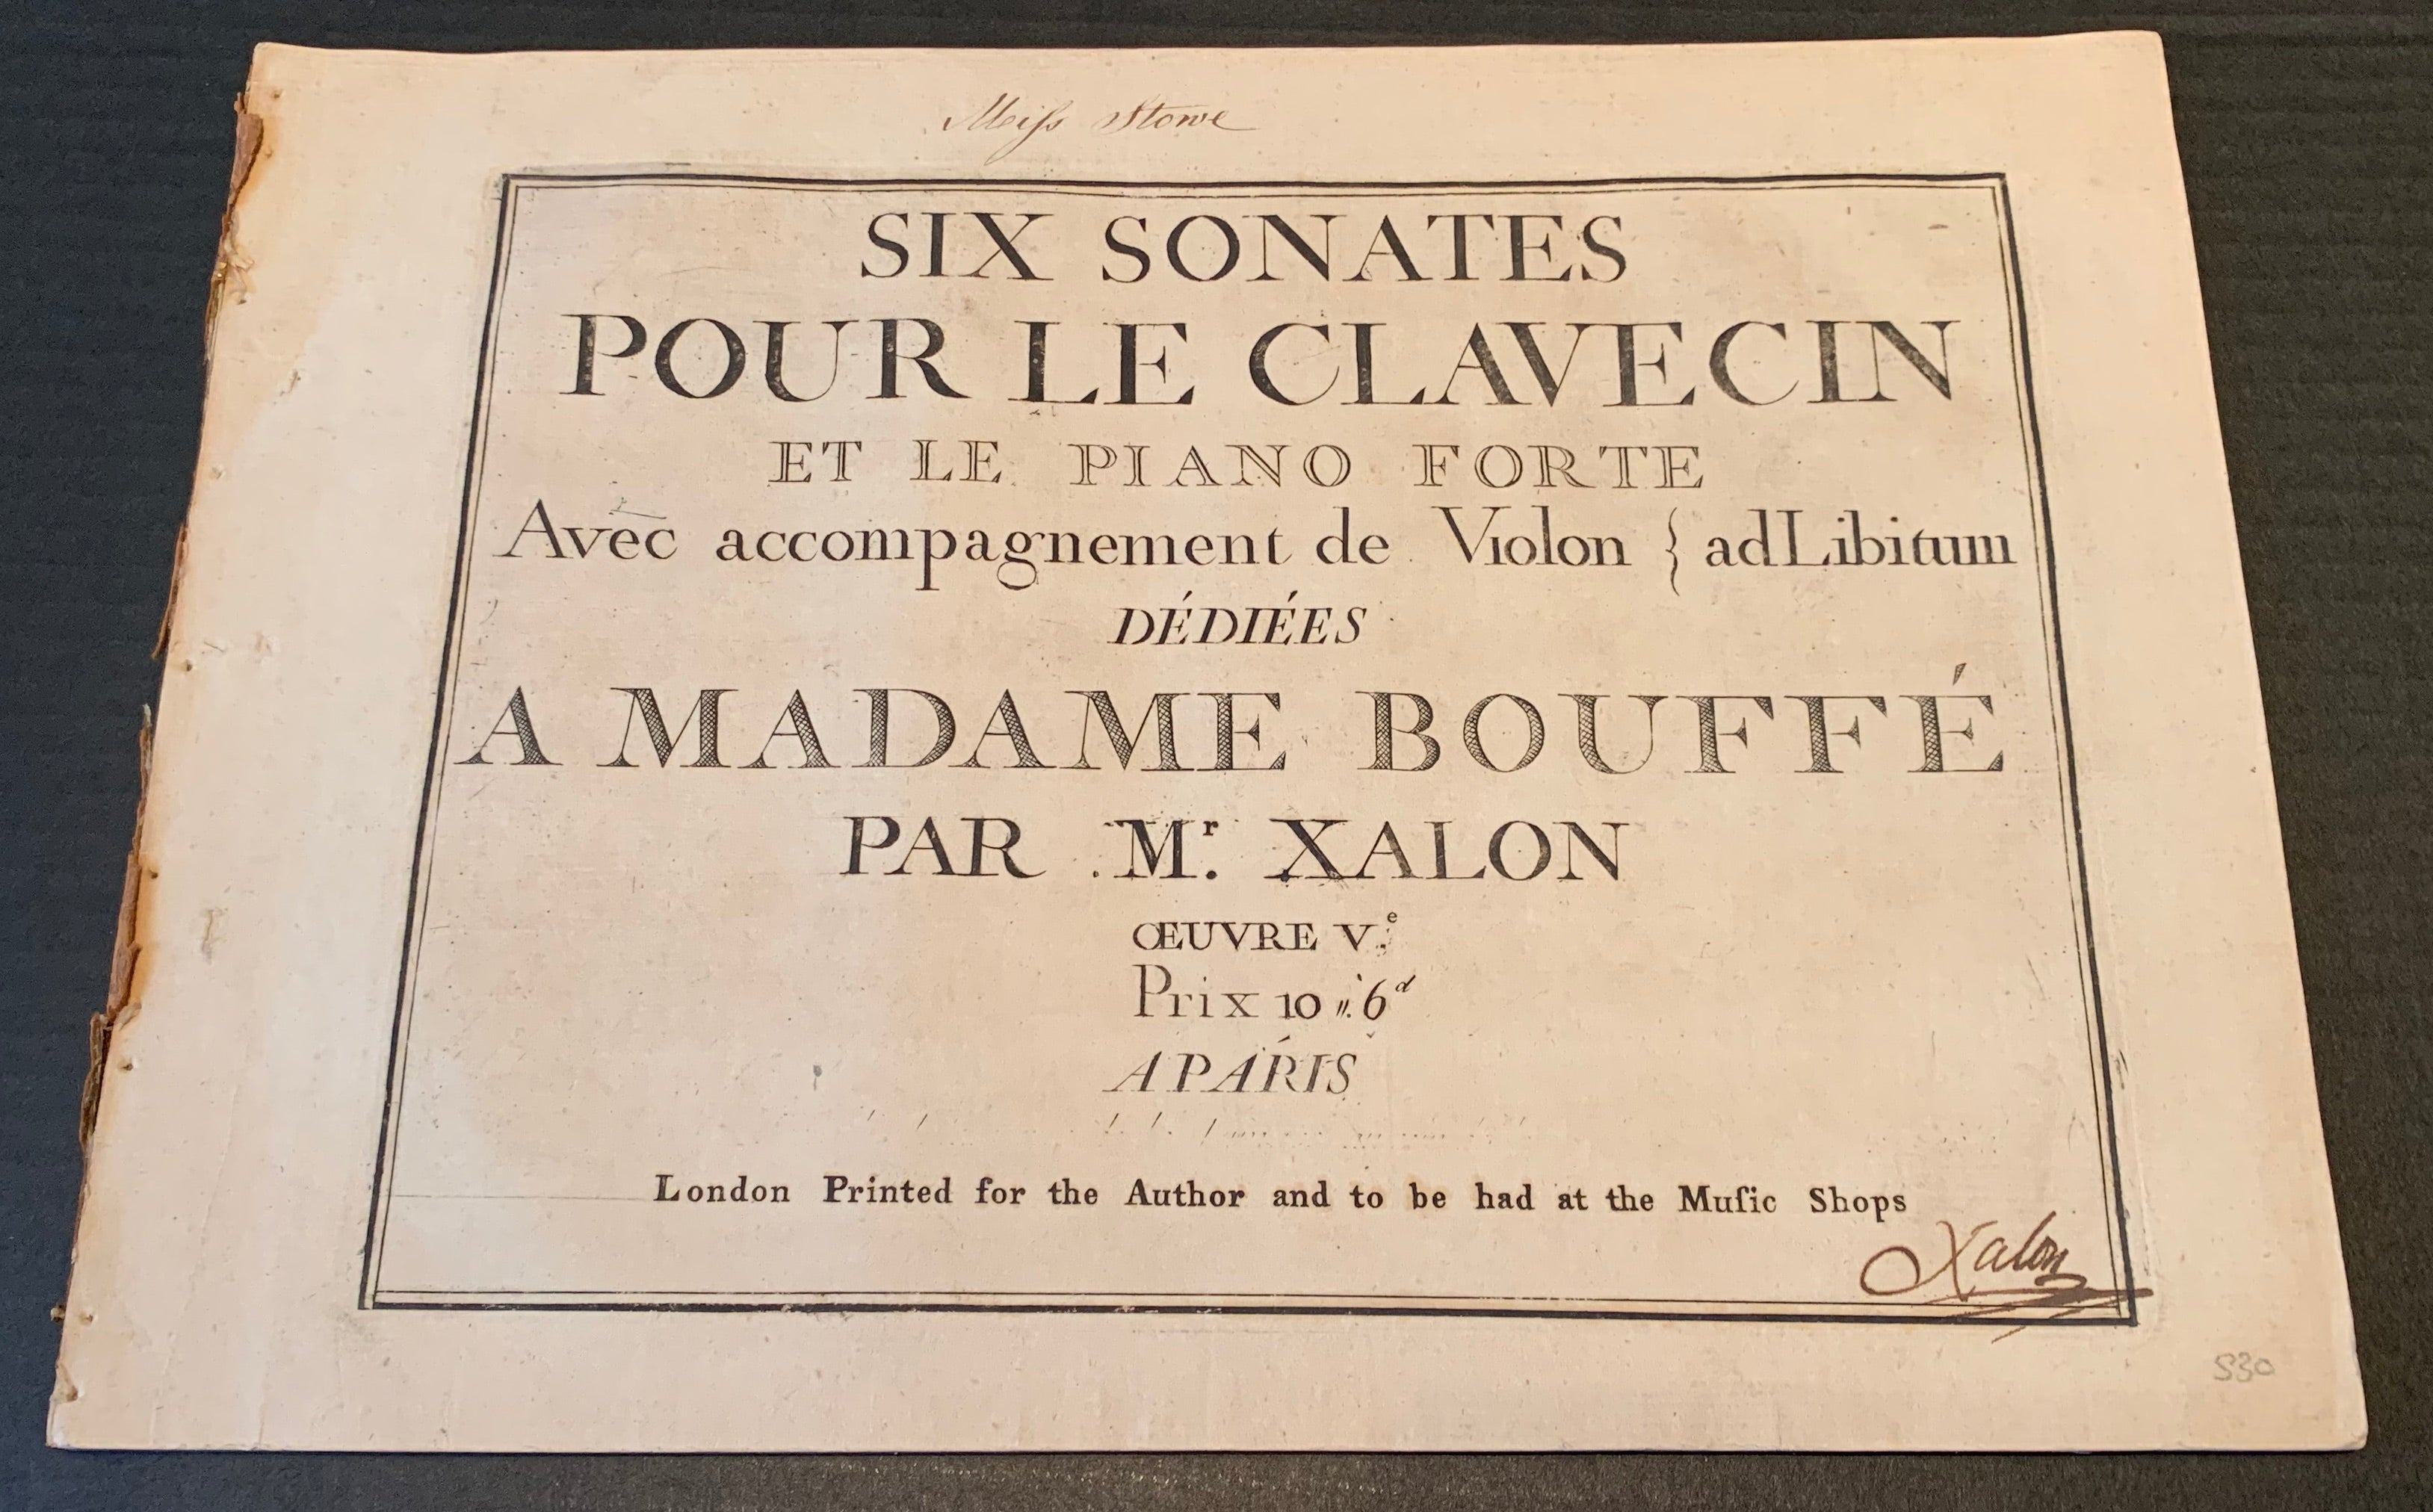 Miſs Stowe
SIX SONATES
POUR LE CLAVECIN
ET LE PIANO FORTE
Avec accompagnement de Violon } ad Libitum
DÉDIÉES
A MADAME BOUFFÉ
PAR Mr. XALON
ŒUVRE V.e
Prix 10 ". 6d
A PARIS
London Printed for the Author and to be had at the Muſic Shops
Xalon
530